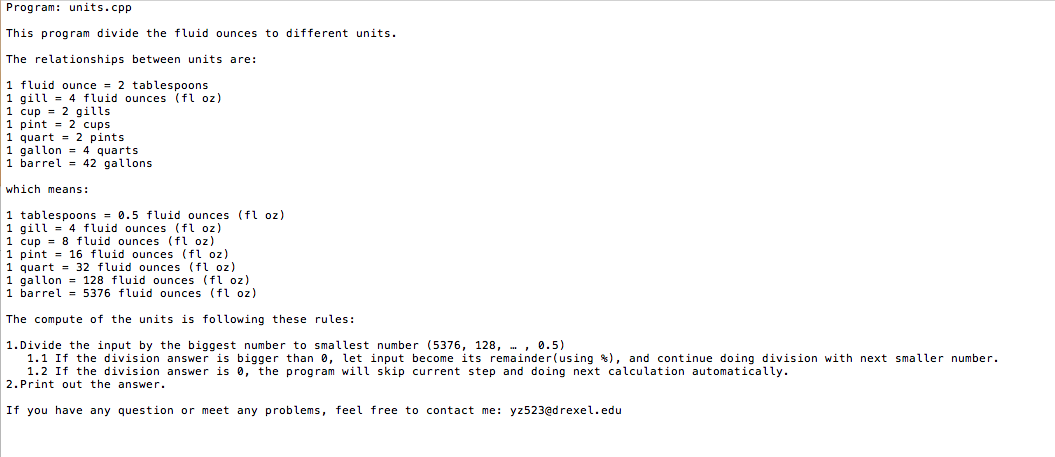 Program: units.cpp
This program divide the fluid ounces to different units.
The relationships between units are:
1 fluid ounce = 2 tablespoons
1 gill = 4 fluid ounces (fl oz)
1 cup = 2 gills
1 pint = 2 cups
1 quart = 2 pints
1 gallon = 4 quarts
1 barrel = 42 gallons
which means:
1 tablespoons = 0.5 fluid ounces (fl oz)
1 gill = 4 fluid ounces (fl oz)
1 cup = 8 fluid ounces (fl oz)
1 pint = 16 fluid ounces (fl oz)
1 quart = 32 fluid ounces (fl oz)
1 gallon = 128 fluid ounces (fl oz)
1 barrel = 5376 fluid ounces (fl oz)
The compute of the units is following these rules:
1.Divide the input by the biggest number to smallest number (5376, 128, … , 0.5)
1.1 If the division answer is bigger than 0, let input become its remainder(using %), and continue doing division with next smaller number.
1.2 If the division answer is 0, the program will skip current step and doing next calculation automatically.
2.Print out the answer.
If you have any question or meet any problems, feel free to contact me: yz523@drexel.edu